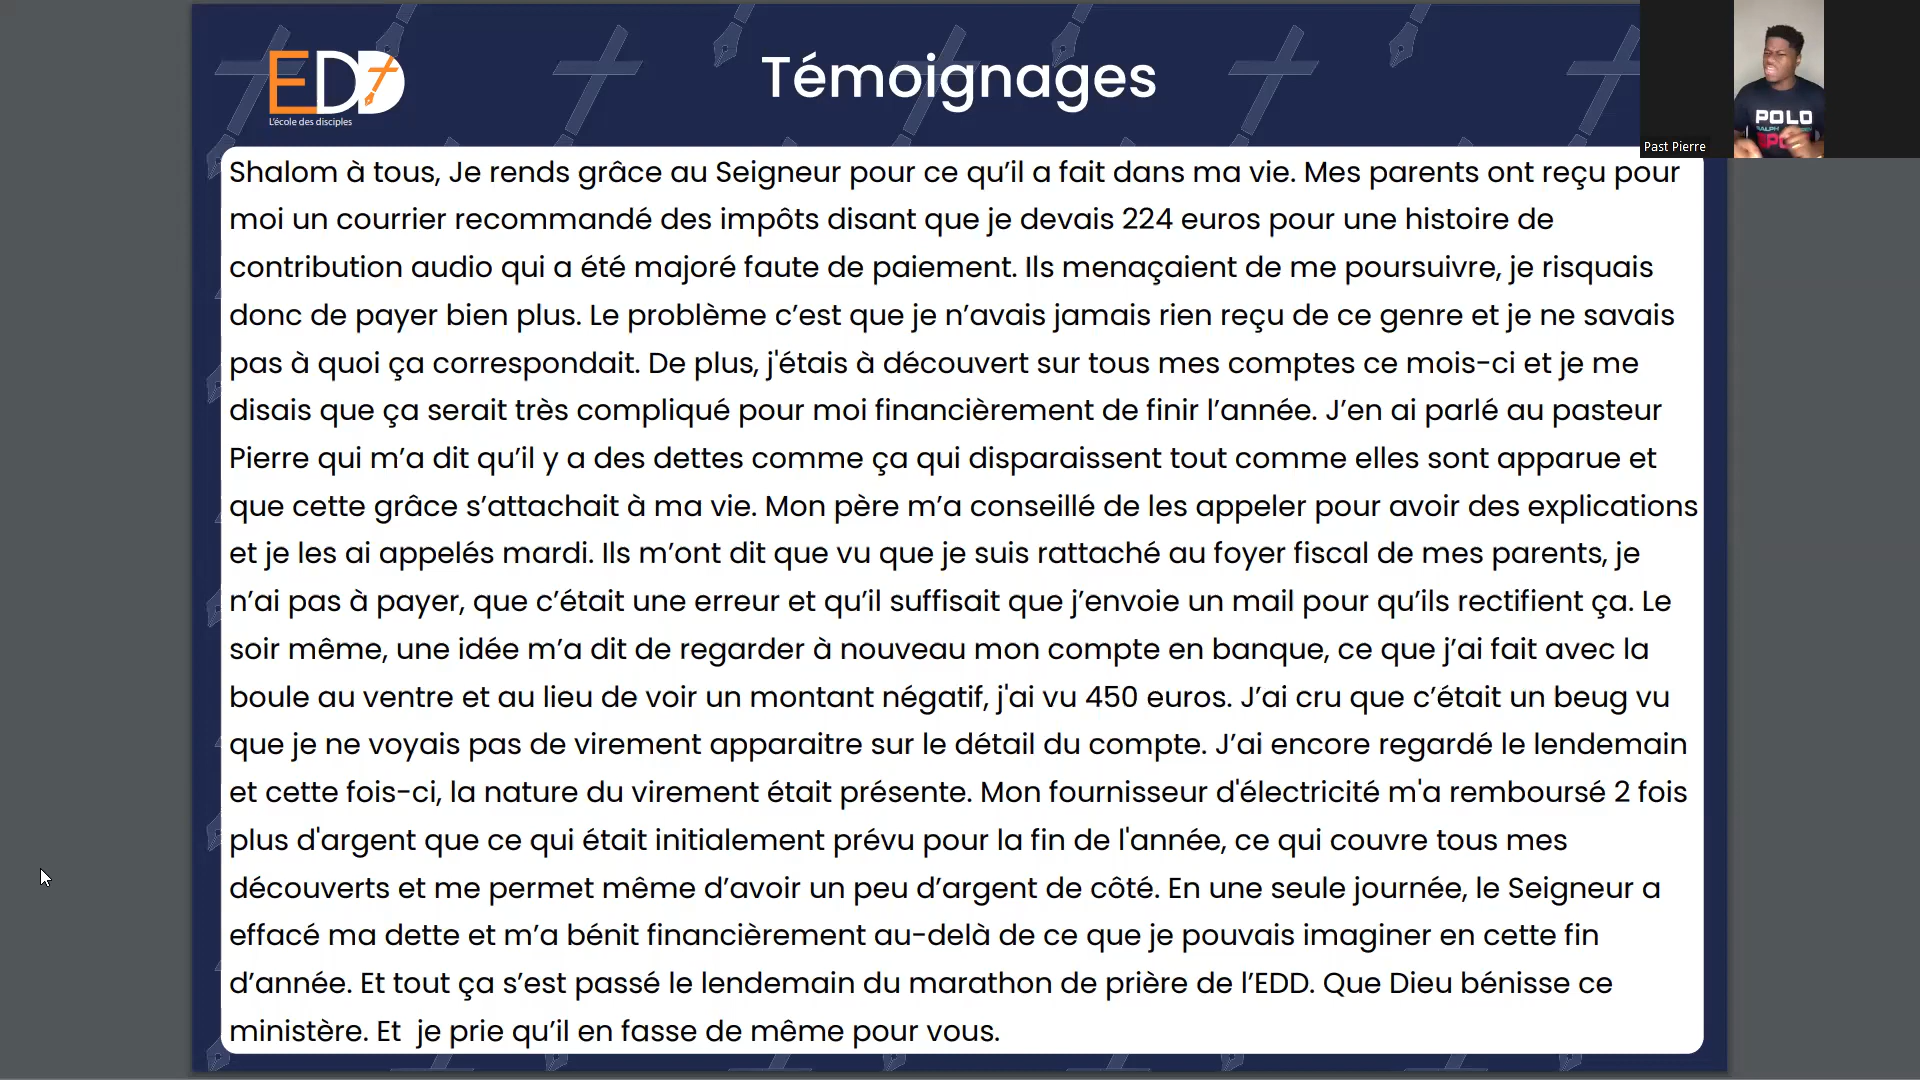 EDD
L'école des disciples
Témoignages
POLO
RALPH
Past Pierre
Shalom à tous, Je rends grâce au Seigneur pour ce qu’il a fait dans ma vie. Mes parents ont reçu pour
moi un courrier recommandé des impôts disant que je devais 224 euros pour une histoire de
contribution audio qui a été majoré faute de paiement. Ils menaçaient de me poursuivre, je risquais
donc de payer bien plus. Le problème c’est que je n’avais jamais rien reçu de ce genre et je ne savais
pas à quoi ça correspondait. De plus, j'étais à découvert sur tous mes comptes ce mois-ci et je me
disais que ça serait très compliqué pour moi financièrement de finir l’année. J’en ai parlé au pasteur
Pierre qui m’a dit qu’il y a des dettes comme ça qui disparaissent tout comme elles sont apparue et
que cette grâce s’attachait à ma vie. Mon père m’a conseillé de les appeler pour avoir des explications
et je les ai appelés mardi. Ils m’ont dit que vu que je suis rattaché au foyer fiscal de mes parents, je
n’ai pas à payer, que c’était une erreur et qu’il suffisait que j’envoie un mail pour qu’ils rectifient ça. Le
soir même, une idée m’a dit de regarder à nouveau mon compte en banque, ce que j’ai fait avec la
boule au ventre et au lieu de voir un montant négatif, j'ai vu 450 euros. J’ai cru que c’était un beug vu
que je ne voyais pas de virement apparaitre sur le détail du compte. J’ai encore regardé le lendemain
et cette fois-ci, la nature du virement était présente. Mon fournisseur d'électricité m'a remboursé 2 fois
plus d'argent que ce qui était initialement prévu pour la fin de l'année, ce qui couvre tous mes
découverts et me permet même d’avoir un peu d’argent de côté. En une seule journée, le Seigneur a
effacé ma dette et m’a bénit financièrement au-delà de ce que je pouvais imaginer en cette fin
d’année. Et tout ça s’est passé le lendemain du marathon de prière de l’EDD. Que Dieu bénisse ce
ministère. Et je prie qu’il en fasse de même pour vous.